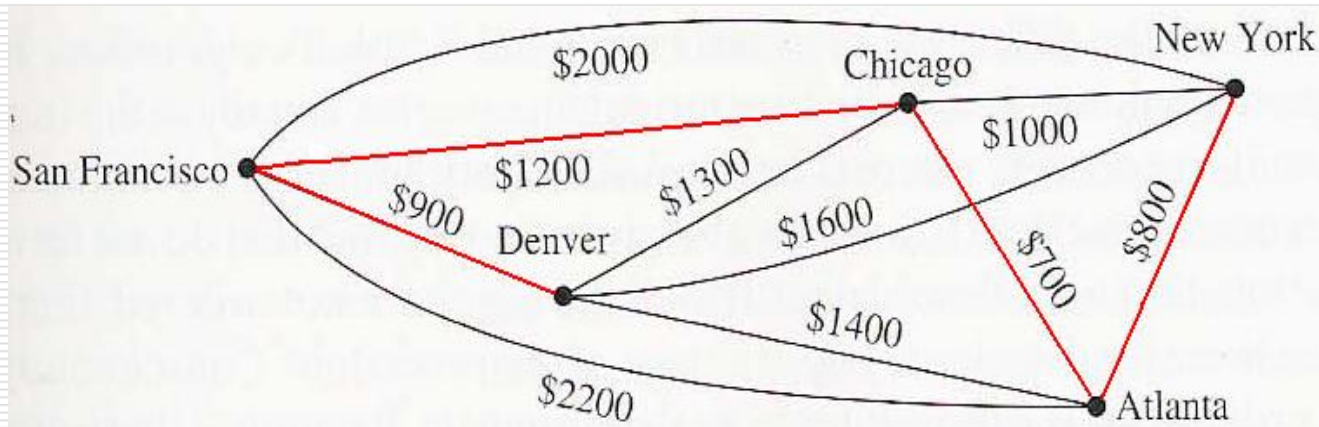 New York
$2000
Chicago
$1000
San Francisco
$1200
$1300
$900
Denver
$1600
$700
$800
$1400
$2200
Atlanta